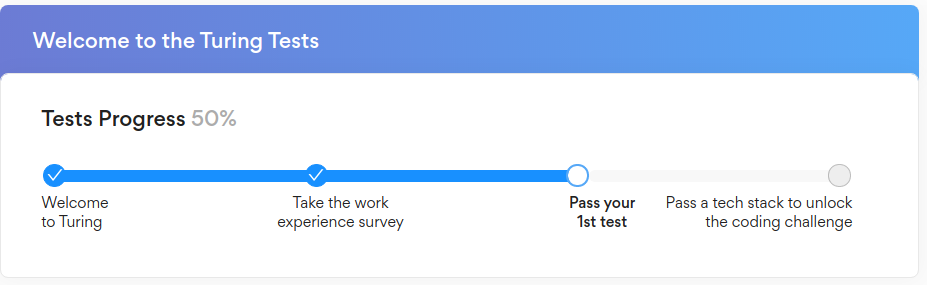 Welcome to the Turing Tests
Tests Progress 50%
Welcome
to Turing
Take the work
experience survey
Pass your
1st test
Pass a tech stack to unlock
the coding challenge